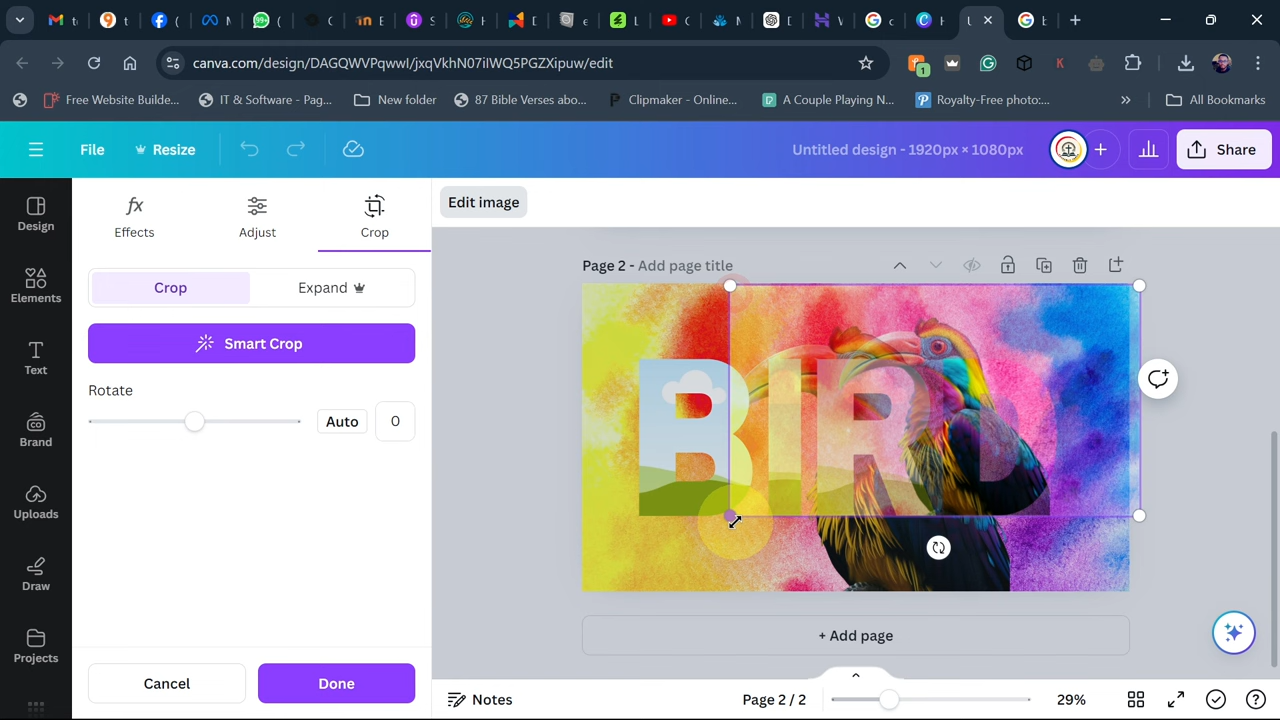 canva.com/design/DAGQWVPqwwI/jxqVkhN07ilWQ5PGZXipuw/edit
1
K
Free Website Builde...
IT & Software - Pag...
New folder
87 Bible Verses abo...
Clipmaker - Online...
A Couple Playing N...
Royalty-Free photo:...
»
All Bookmarks
File
Resize
Untitled design - 1920px × 1080px
Share
Design
Elements
Text
Brand
Uploads
Draw
Projects
Effects
Adjust
Crop
Crop
Expand
Smart Crop
Rotate
Auto
0
Cancel
Done
Edit image
Page 2 - Add page title
BIRD
+ Add page
Notes
Page 2 / 2
29%